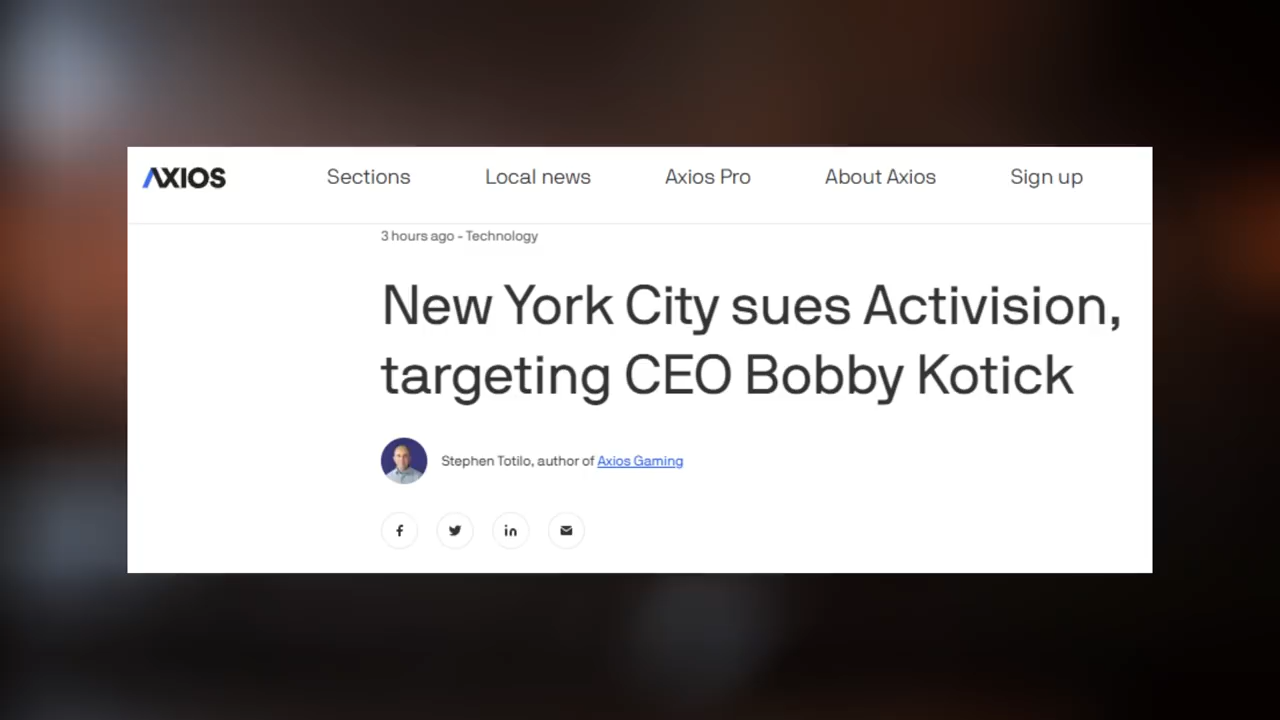 AXIOS
Sections
Local news
Axios Pro
About Axios
Sign up
3 hours ago - Technology
New York City sues Activision,
targeting CEO Bobby Kotick
Stephen Totilo, author of Axios Gaming